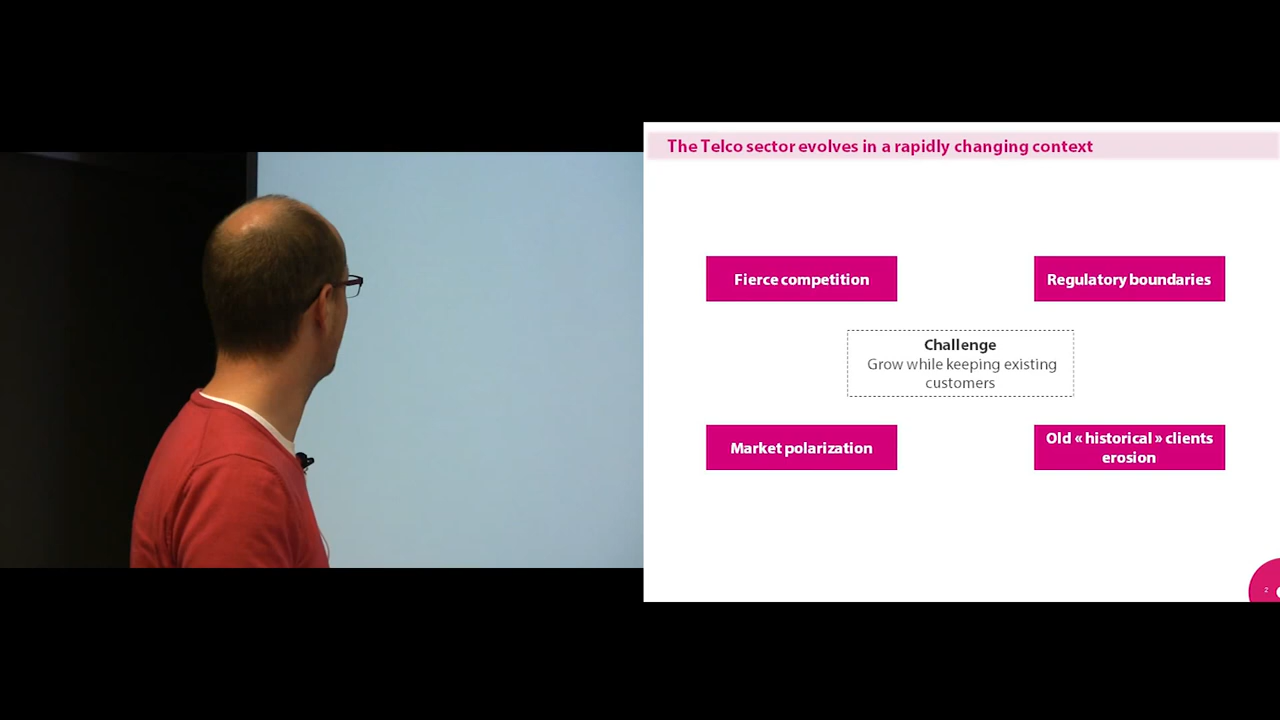 The Telco sector evolves in a rapidly changing context
Fierce competition
Regulatory boundaries
Challenge
Grow while keeping existing
customers
Market polarization
Old « historical » clients
erosion
2